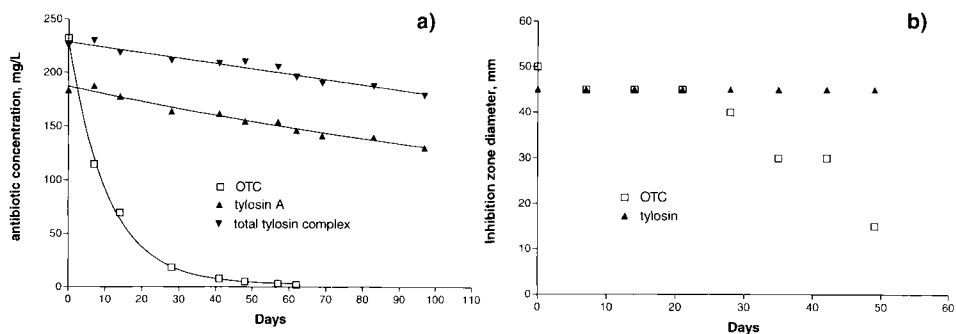 a)
antibiotic concentration, mg/L
250
200
150
100
50
0
OTC
tylosin A
total tylosin complex
0 10 20 30 40 50 60 70 80 90 100 110
Days
b)
Inhibition zone diameter, mm
60
50
40
30
20
10
0
OTC
tylosin
0 10 20 30 40 50 60
Days